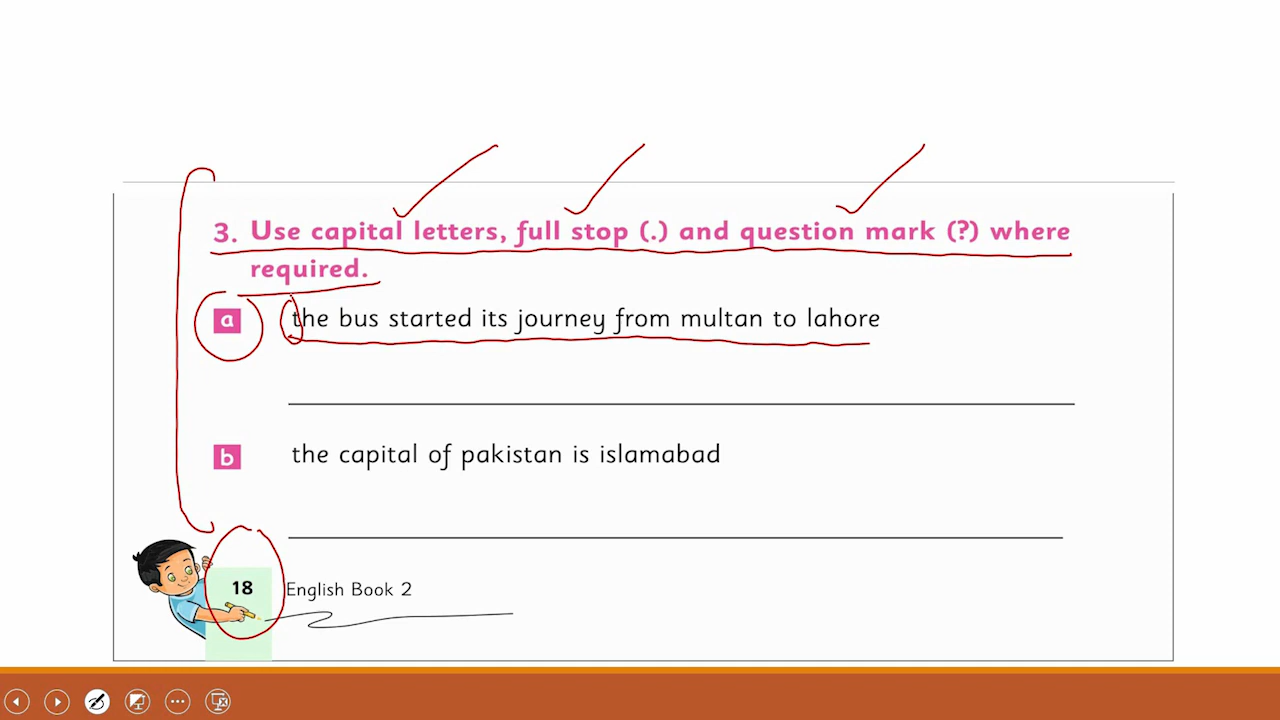 3. Use capital letters, full stop (.) and question mark (?) where
required.
a the bus started its journey from multan to lahore
b the capital of pakistan is islamabad
18 English Book 2